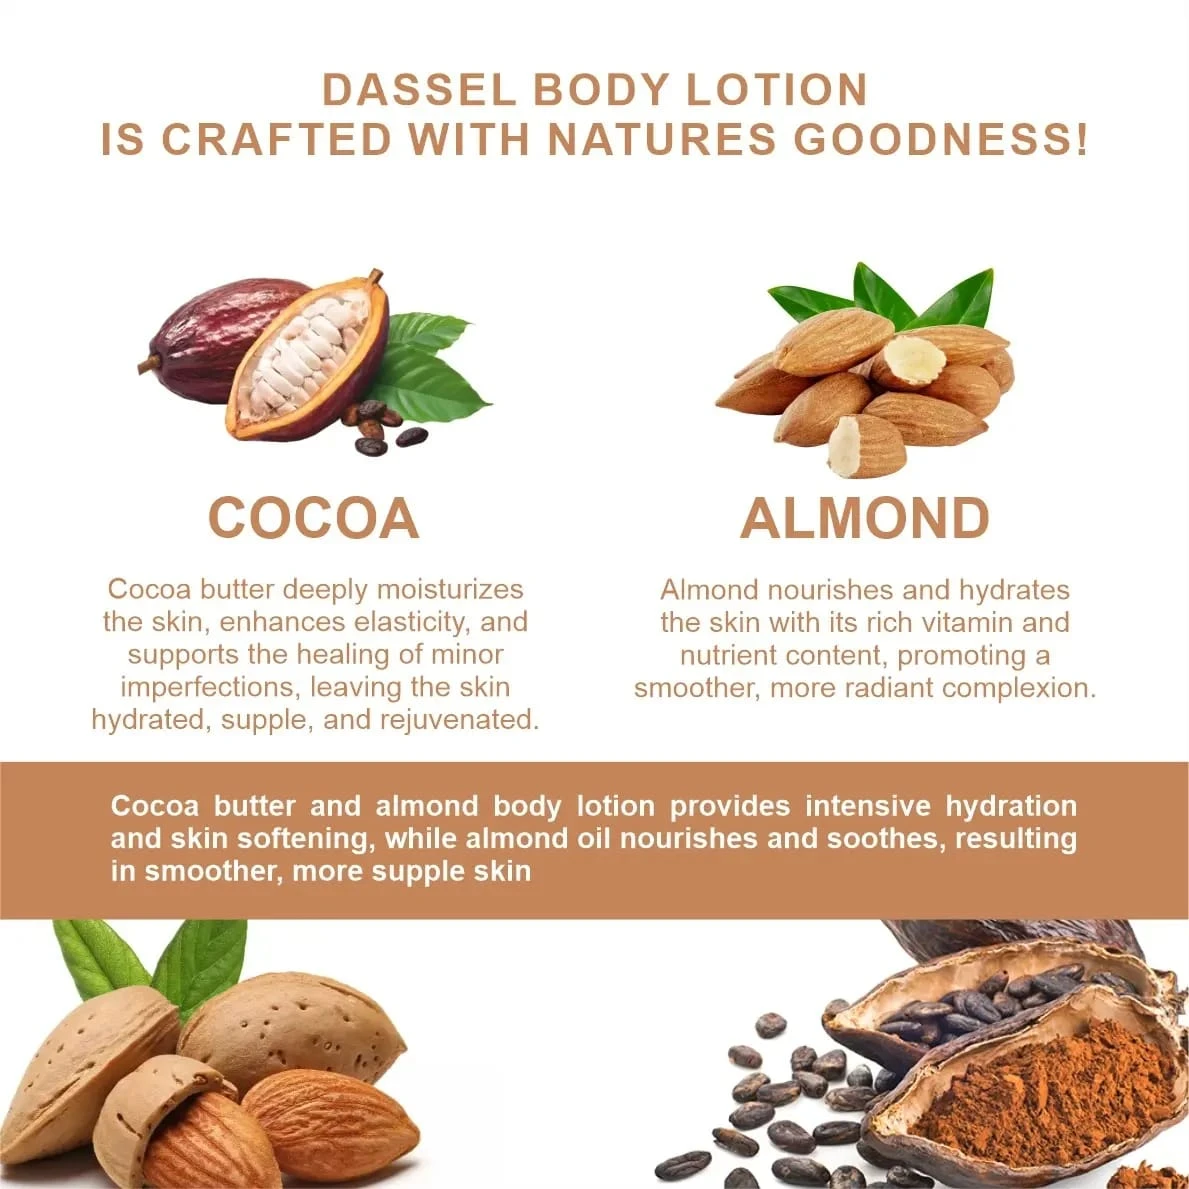 DASSEL BODY LOTION
IS CRAFTED WITH NATURES GOODNESS!
COCOA
Cocoa butter deeply moisturizes
the skin, enhances elasticity, and
supports the healing of minor
imperfections, leaving the skin
hydrated, supple, and rejuvenated.
ALMOND
Almond nourishes and hydrates
the skin with its rich vitamin and
nutrient content, promoting a
smoother, more radiant complexion.
Cocoa butter and almond body lotion provides intensive hydration
and skin softening, while almond oil nourishes and soothes, resulting
in smoother, more supple skin